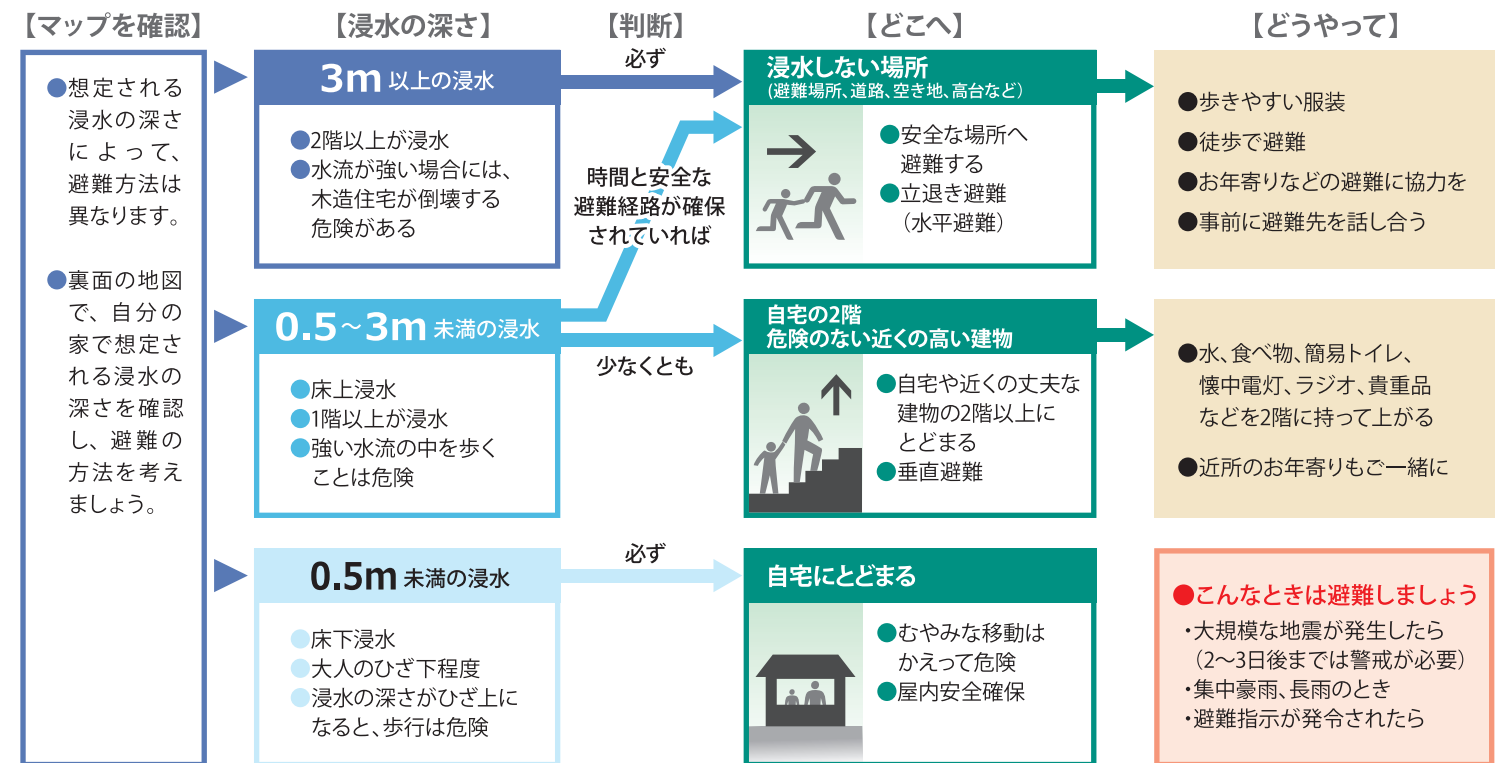 【マップを確認】
●想定される
浸水の深さ
によって、
避難方法は
異なります。
●裏面の地図
で、自分の
家で想定さ
れる浸水の
深さを確認
し、避難の
方法を考え
ましょう。
【浸水の深さ】
3m 以上の浸水
●2階以上が浸水
●水流が強い場合には、
木造住宅が倒壊する
危険がある
0.5～3m 未満の浸水
●床上浸水
●1階以上が浸水
●強い水流の中を歩く
ことは危険
0.5m 未満の浸水
●床下浸水
●大人のひざ下程度
●浸水の深さがひざ上に
なると、歩行は危険
【判断】
必ず
時間と安全な
避難経路が確保
されていれば
少なくとも
必ず
【どこへ】
浸水しない場所
(避難場所、道路、空き地、高台など)
●安全な場所へ
避難する
●立退き避難
（水平避難）
自宅の2階
危険のない近くの高い建物
●自宅や近くの丈夫な
建物の2階以上に
とどまる
●垂直避難
自宅にとどまる
●むやみな移動は
かえって危険
●屋内安全確保
【どうやって】
●歩きやすい服装
●徒歩で避難
●お年寄りなどの避難に協力を
●事前に避難先を話し合う
●水、食べ物、簡易トイレ、
懐中電灯、ラジオ、貴重品
などを2階に持って上がる
●近所のお年寄りもご一緒に
●こんなときは避難しましょう
・大規模な地震が発生したら
（2～3日後までは警戒が必要）
・集中豪雨、長雨のとき
・避難指示が発令されたら